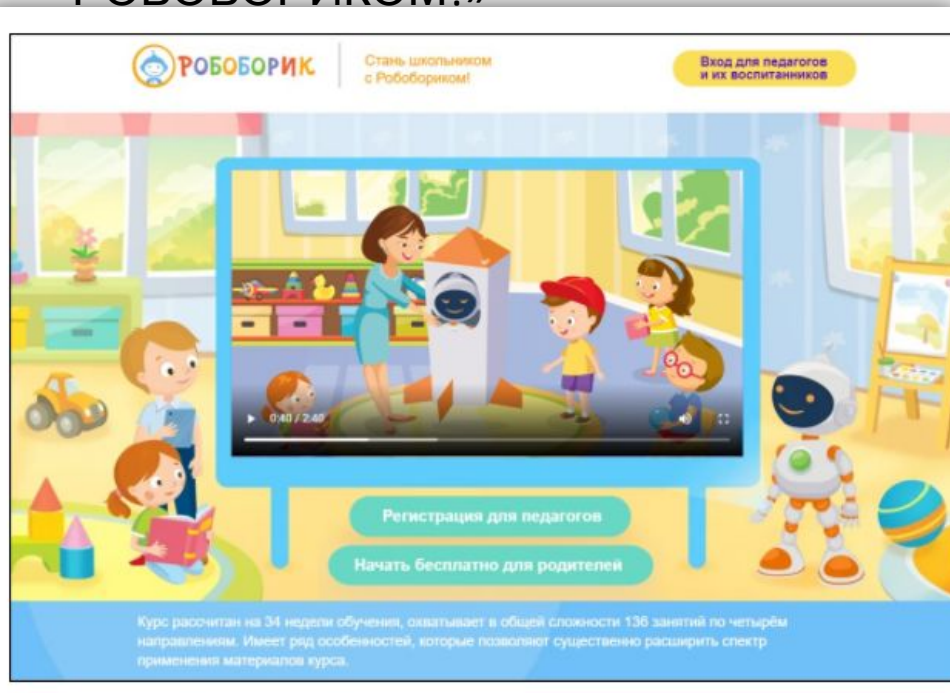 РОБОБОРИКОМ!»
РОБОБОРИК
Стань школьником
с Робобориком!
Вход для педагогов
и их воспитанников
0:40 / 2:40
Регистрация для педагогов
Начать бесплатно для родителей
Курс рассчитан на 34 недели обучения, охватывает в общей сложности 136 занятий по четырём
направлениям. Имеет ряд особенностей, которые позволяют существенно расширить спектр
применения материалов курса.